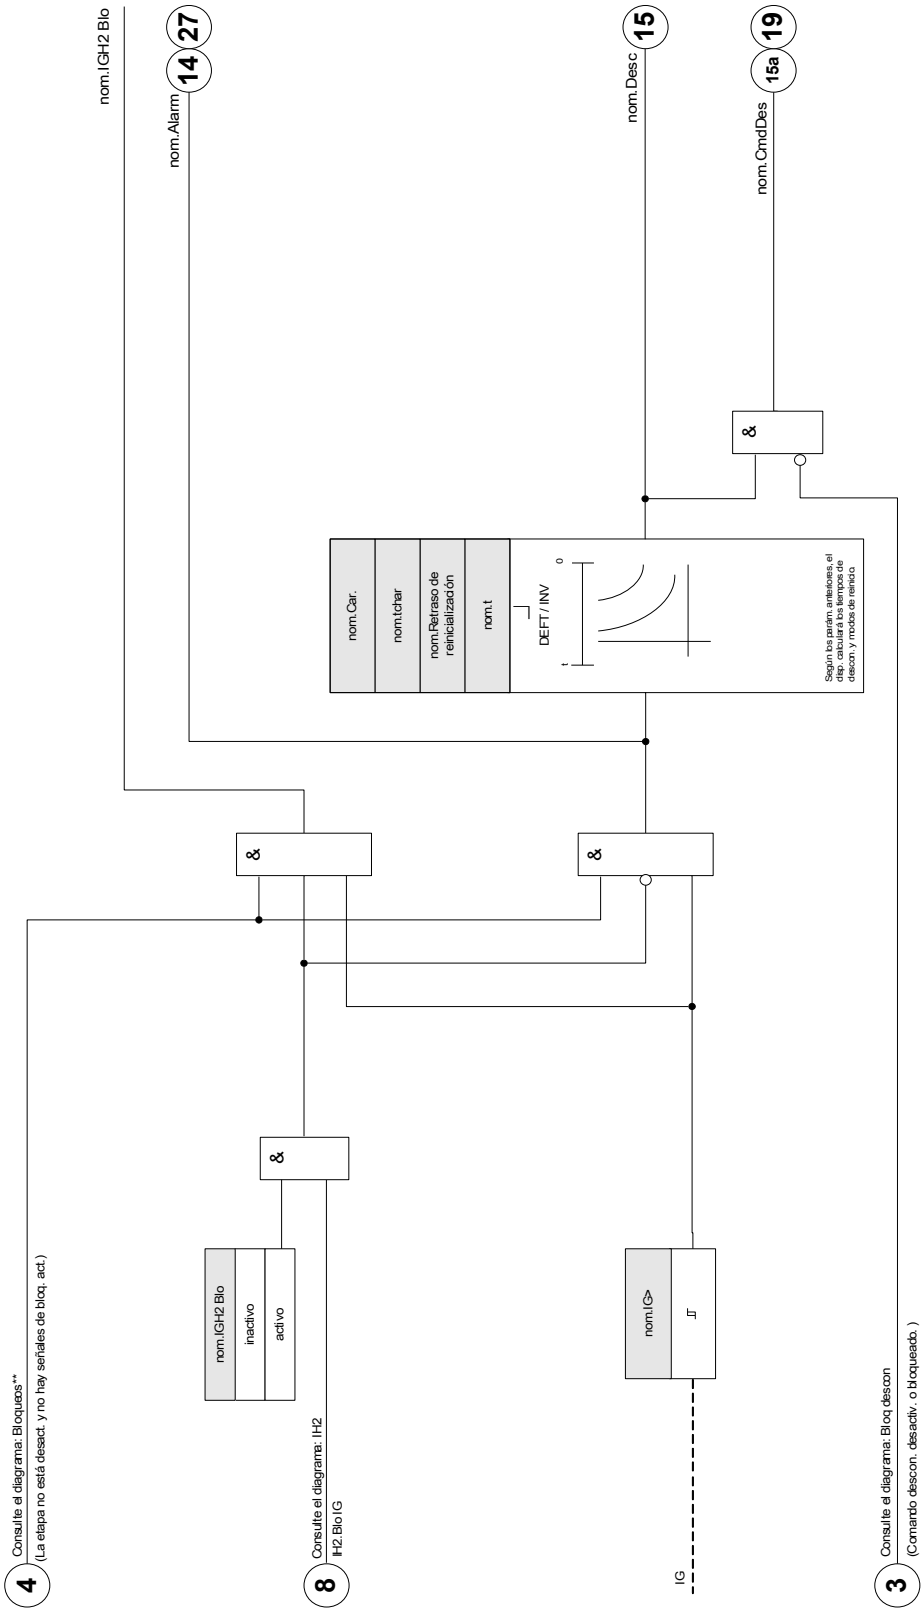 4
Consulte el diagrama: Bloqueos**
(La etapa no está desact. y no hay señales de bloq. act.)
nom.IGH2 Blo
inactivo
activo
8
Consulte el diagrama: IH2
IH2.Blo IG
&
&
nom.IGH2 Blo
nom.Alarm
14
27
IG
nom.IG>
&
nom.Car.
nom.tchar
nom.Retraso de
reinicialización
nom.t
DEFT / INV
t
0
Según los parám. anteriores, el
disp. calculará los tiempos de
descon. y modos de reinicio.
nom.Desc
15
&
nom.CmdDes
15a
19
3
Consulte el diagrama: Bloq descon
(Comando descon. desactiv. o bloqueado. )